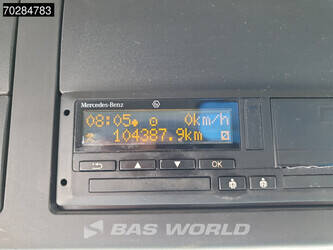 70284783
Mercedes-Benz
08:05 0km/h
104387.9km
OK
BAS WORLD